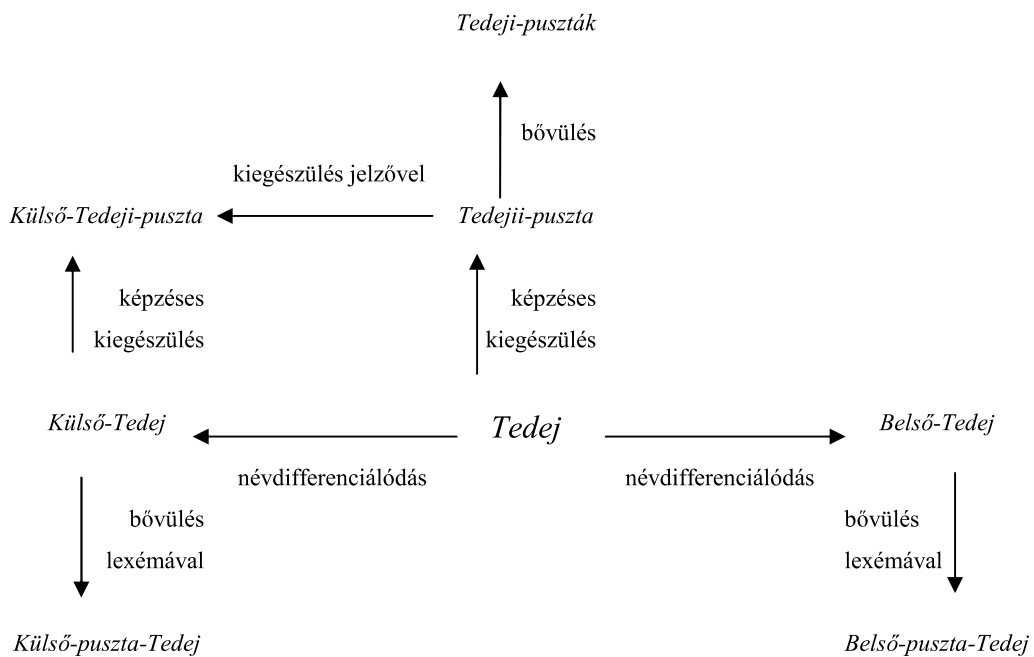 Tedeji-puszták
bővülés
kiegészülés jelzővel
Külső-Tedeji-puszta
Tedejii-puszta
képzéses
kiegészülés
képzéses
kiegészülés
Külső-Tedej
Tedej
Belső-Tedej
névdifferenciálódás
névdifferenciálódás
bővülés
lexémával
bővülés
lexémával
Külső-puszta-Tedej
Belső-puszta-Tedej